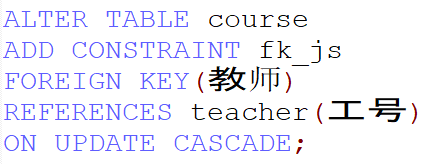 ALTER TABLE course
ADD CONSTRAINT fk_js
FOREIGN KEY(教师)
REFERENCES teacher(工号)
ON UPDATE CASCADE;